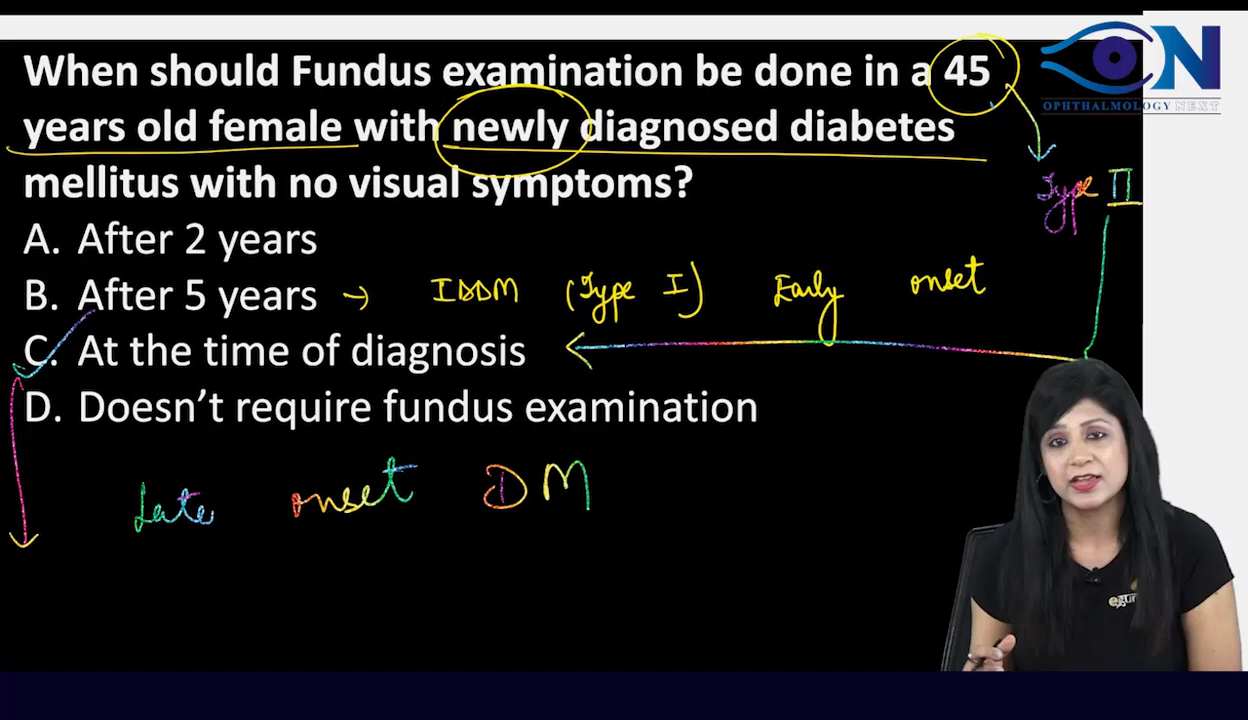 When should Fundus examination be done in a 45
years old female with newly diagnosed diabetes
mellitus with no visual symptoms?
A. After 2 years
B. After 5 years → IDDM (Type I) Early onset
C. At the time of diagnosis
D. Doesn’t require fundus examination
Late onset DM
Type II
ON
OPHTHALMOLOGY NEXT